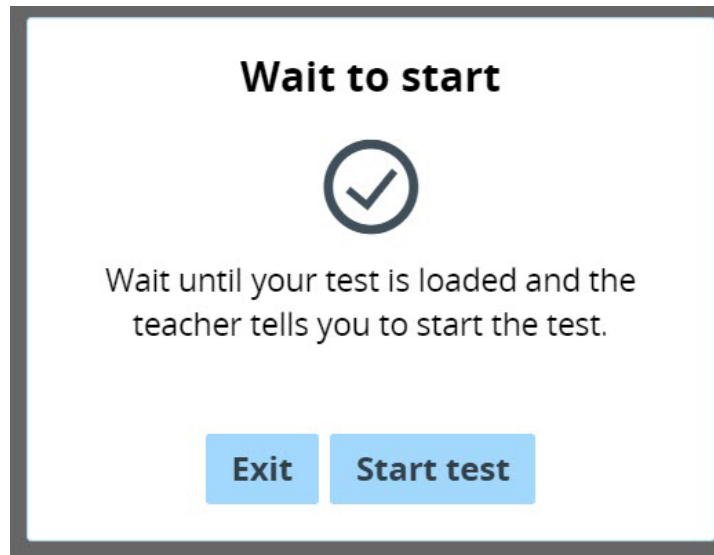 Wait to start
Wait until your test is loaded and the
teacher tells you to start the test.
Exit
Start test